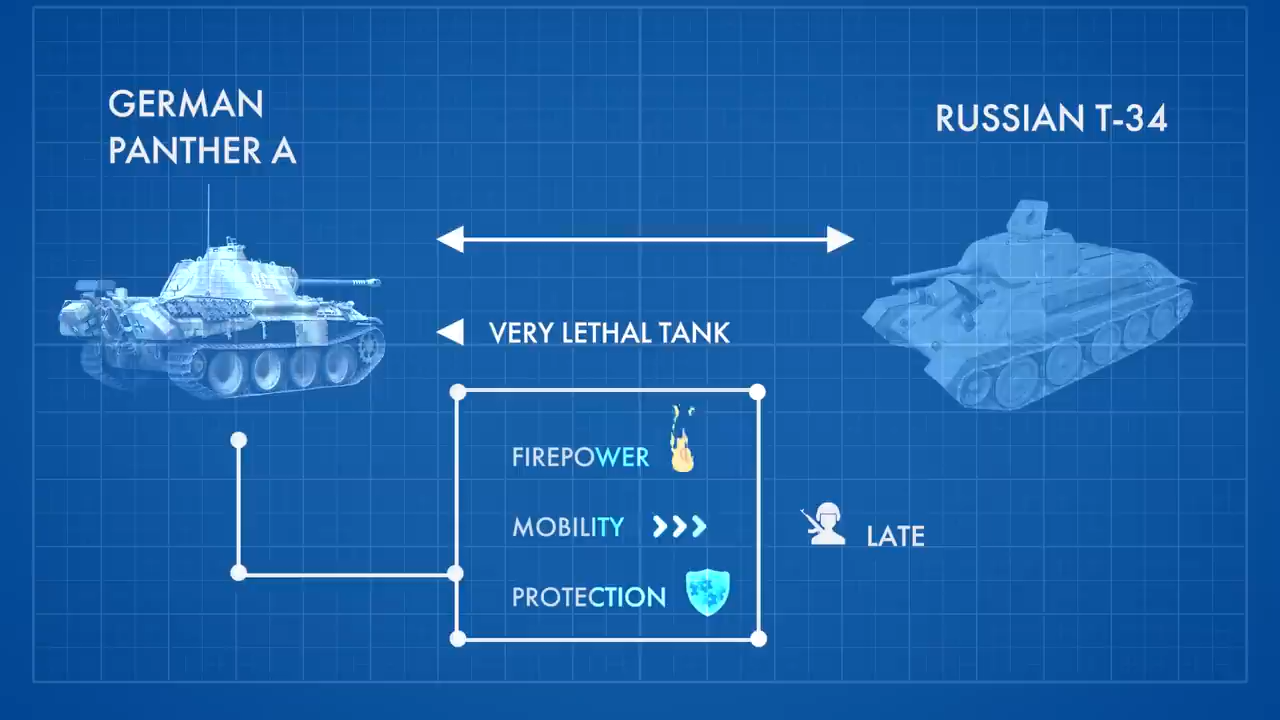 GERMAN
PANTHER A
RUSSIAN T-34
VERY LETHAL TANK
FIREPOWER
MOBILITY
PROTECTION
LATE